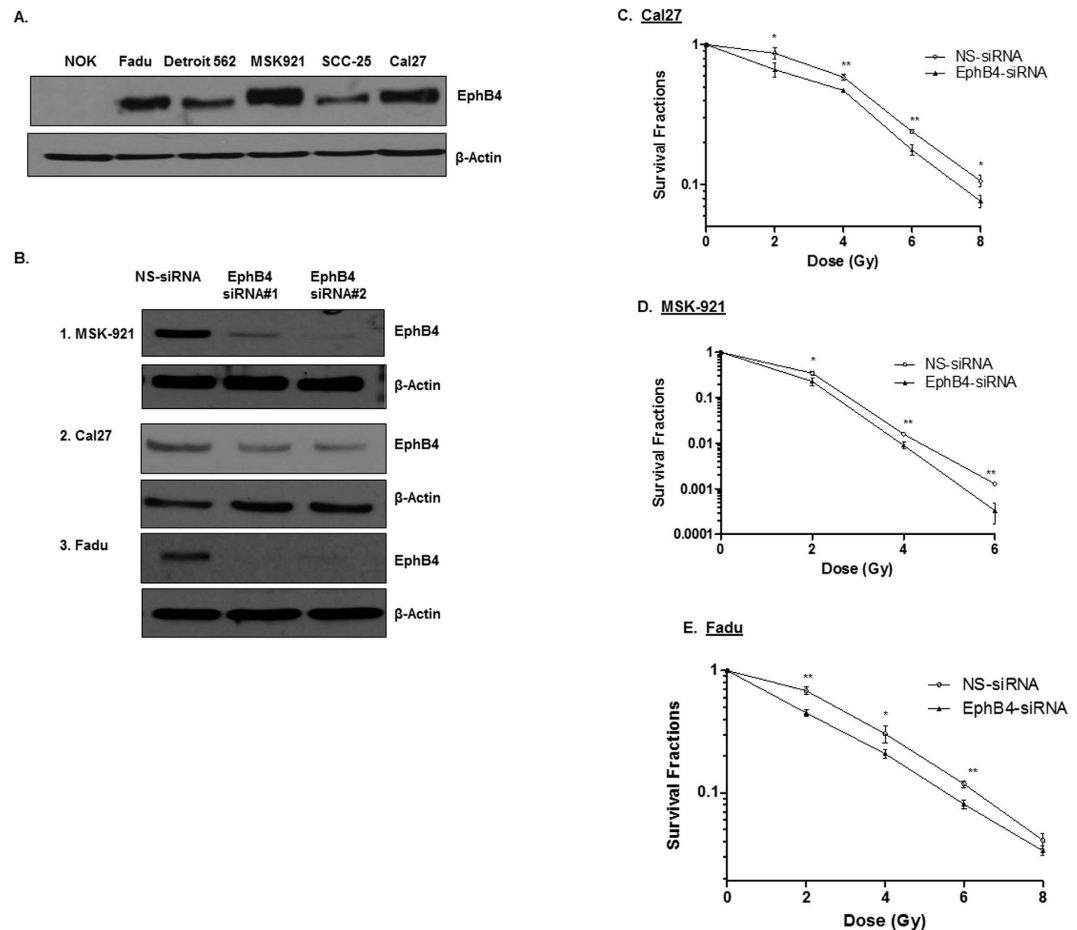 A.
NOK Fadu Detroit 562 MSK921 SCC-25 Cal27
EphB4
β-Actin
B.
NS-siRNA EphB4 siRNA#1 EphB4 siRNA#2
1. MSK-921
EphB4
β-Actin
2. Cal27
EphB4
β-Actin
3. Fadu
EphB4
β-Actin
C. Cal27
NS-siRNA
EphB4-siRNA
Survival Fractions
1
0.1
* ** ** *
0 2 4 6 8
Dose (Gy)
D. MSK-921
NS-siRNA
EphB4-siRNA
Survival Fractions
1
0.1
0.01
0.001
0.0001
* ** **
0 2 4 6
Dose (Gy)
E. Fadu
NS-siRNA
EphB4-siRNA
Survival Fractions
1
0.1
** * **
0 2 4 6 8
Dose (Gy)